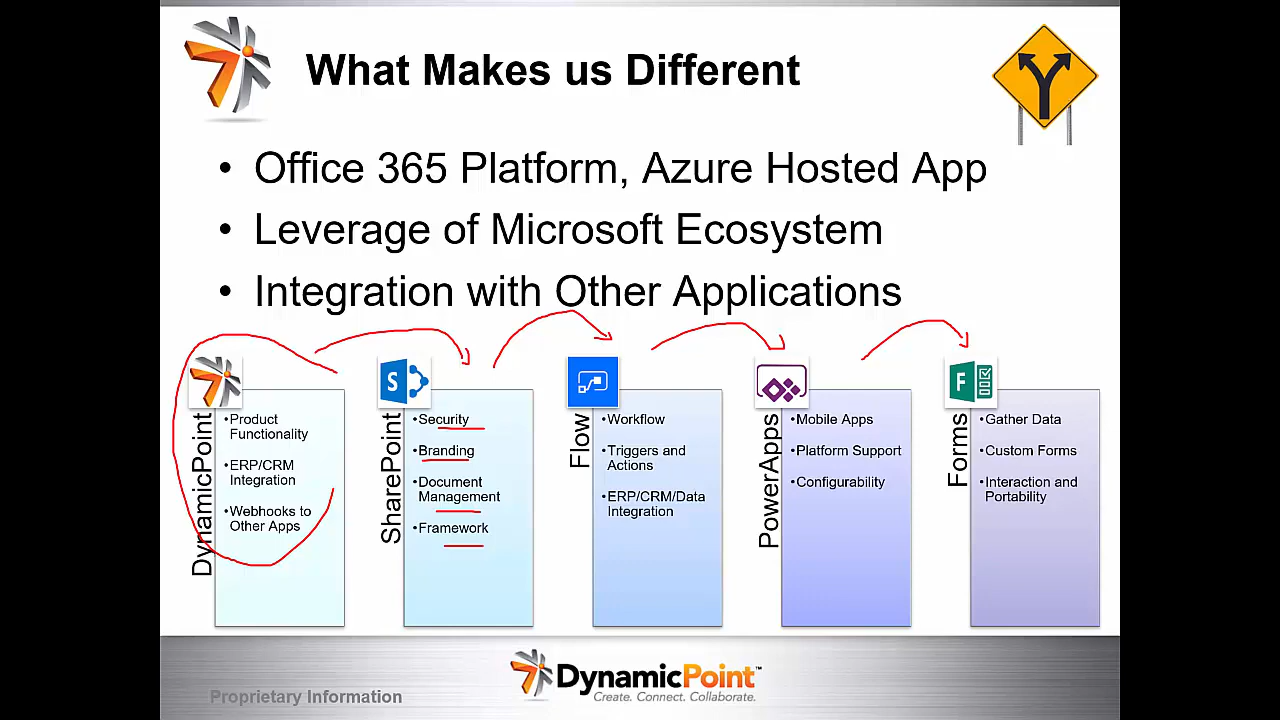 What Makes us Different
• Office 365 Platform, Azure Hosted App
• Leverage of Microsoft Ecosystem
• Integration with Other Applications
DynamicPoint
•Product
Functionality
•ERP/CRM
Integration
•Webhooks to
Other Apps
S
SharePoint
•Security
•Branding
•Document
Management
•Framework
Flow
•Workflow
•Triggers and
Actions
•ERP/CRM/Data
Integration
PowerApps
•Mobile Apps
•Platform Support
•Configurability
F
Forms
•Gather Data
•Custom Forms
•Interaction and
Portability
Proprietary Information
DynamicPoint™
Create. Connect. Collaborate.